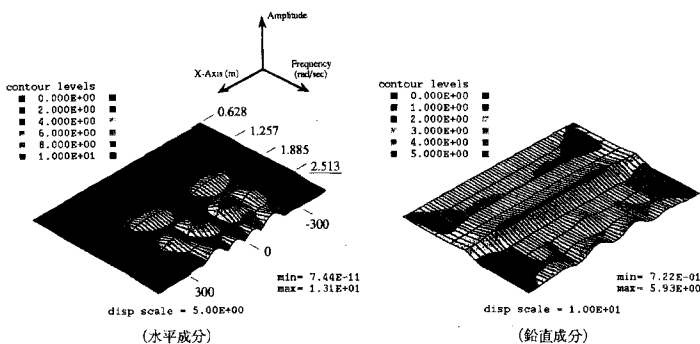 Amplitude
X-Axis (m)
Frequency
(rad/sec)
contour levels
0.000E+00
2.000E+00
4.000E+00
6.000E+00
8.000E+00
1.000E+01
0.628
1.257
1.885
2.513
-300
0
300
min= 7.44E-11
max= 1.31E+01
disp scale = 5.00E+00
(水平成分)
contour levels
0.000E+00
1.000E+00
2.000E+00
3.000E+00
4.000E+00
5.000E+00
min= 7.22E-01
max= 5.93E+00
disp scale = 1.00E+01
(鉛直成分)